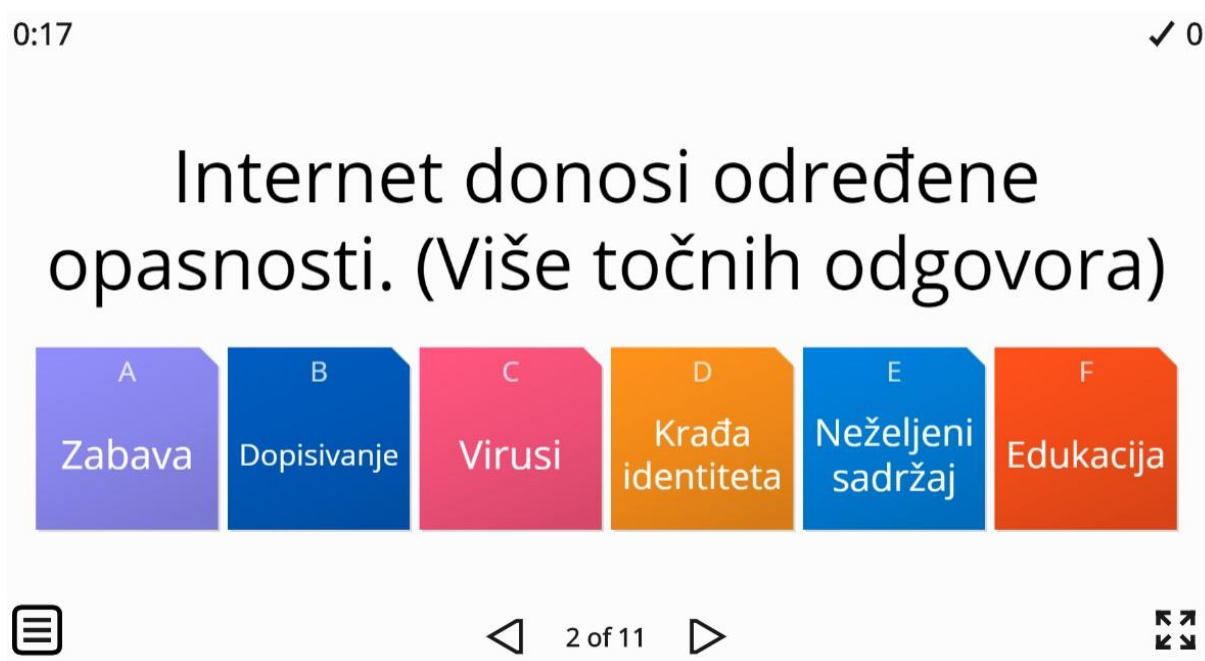 0:17
✓ 0
Internet donosi određene
opasnosti. (Više točnih odgovora)
A
Zabava
B
Dopisivanje
C
Virusi
D
Krađa
identiteta
E
Neželjeni
sadržaj
F
Edukacija
2 of 11